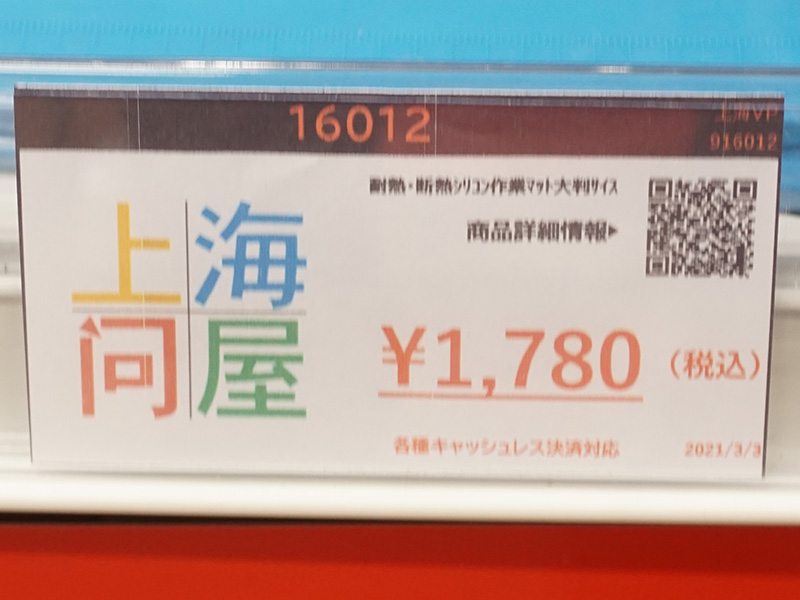 16012
上海VP
916012
耐熱・断熱シリコン作業マット大判サイズ
商品詳細情報▶
上海
问屋
¥1,780 (税込)
各種キャッシュレス決済対応
2021/3/3